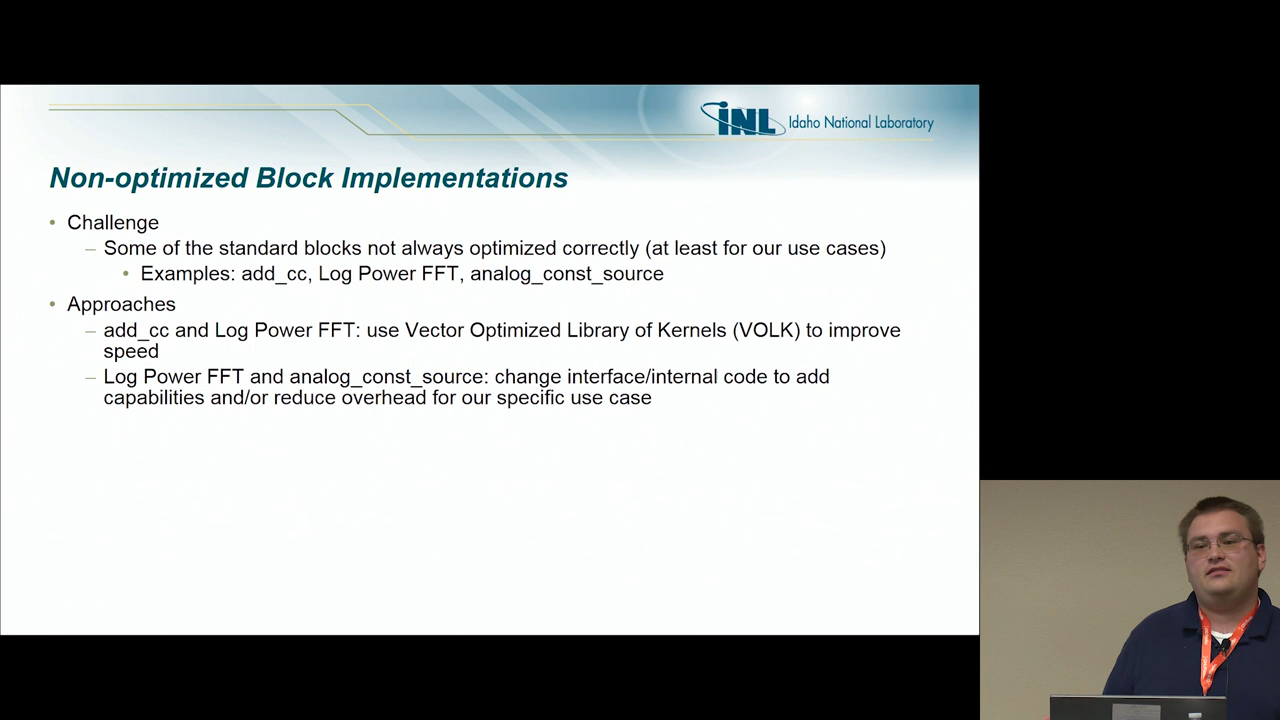 INL Idaho National Laboratory
Non-optimized Block Implementations
• Challenge
– Some of the standard blocks not always optimized correctly (at least for our use cases)
• Examples: add_cc, Log Power FFT, analog_const_source
• Approaches
– add_cc and Log Power FFT: use Vector Optimized Library of Kernels (VOLK) to improve
speed
– Log Power FFT and analog_const_source: change interface/internal code to add
capabilities and/or reduce overhead for our specific use case